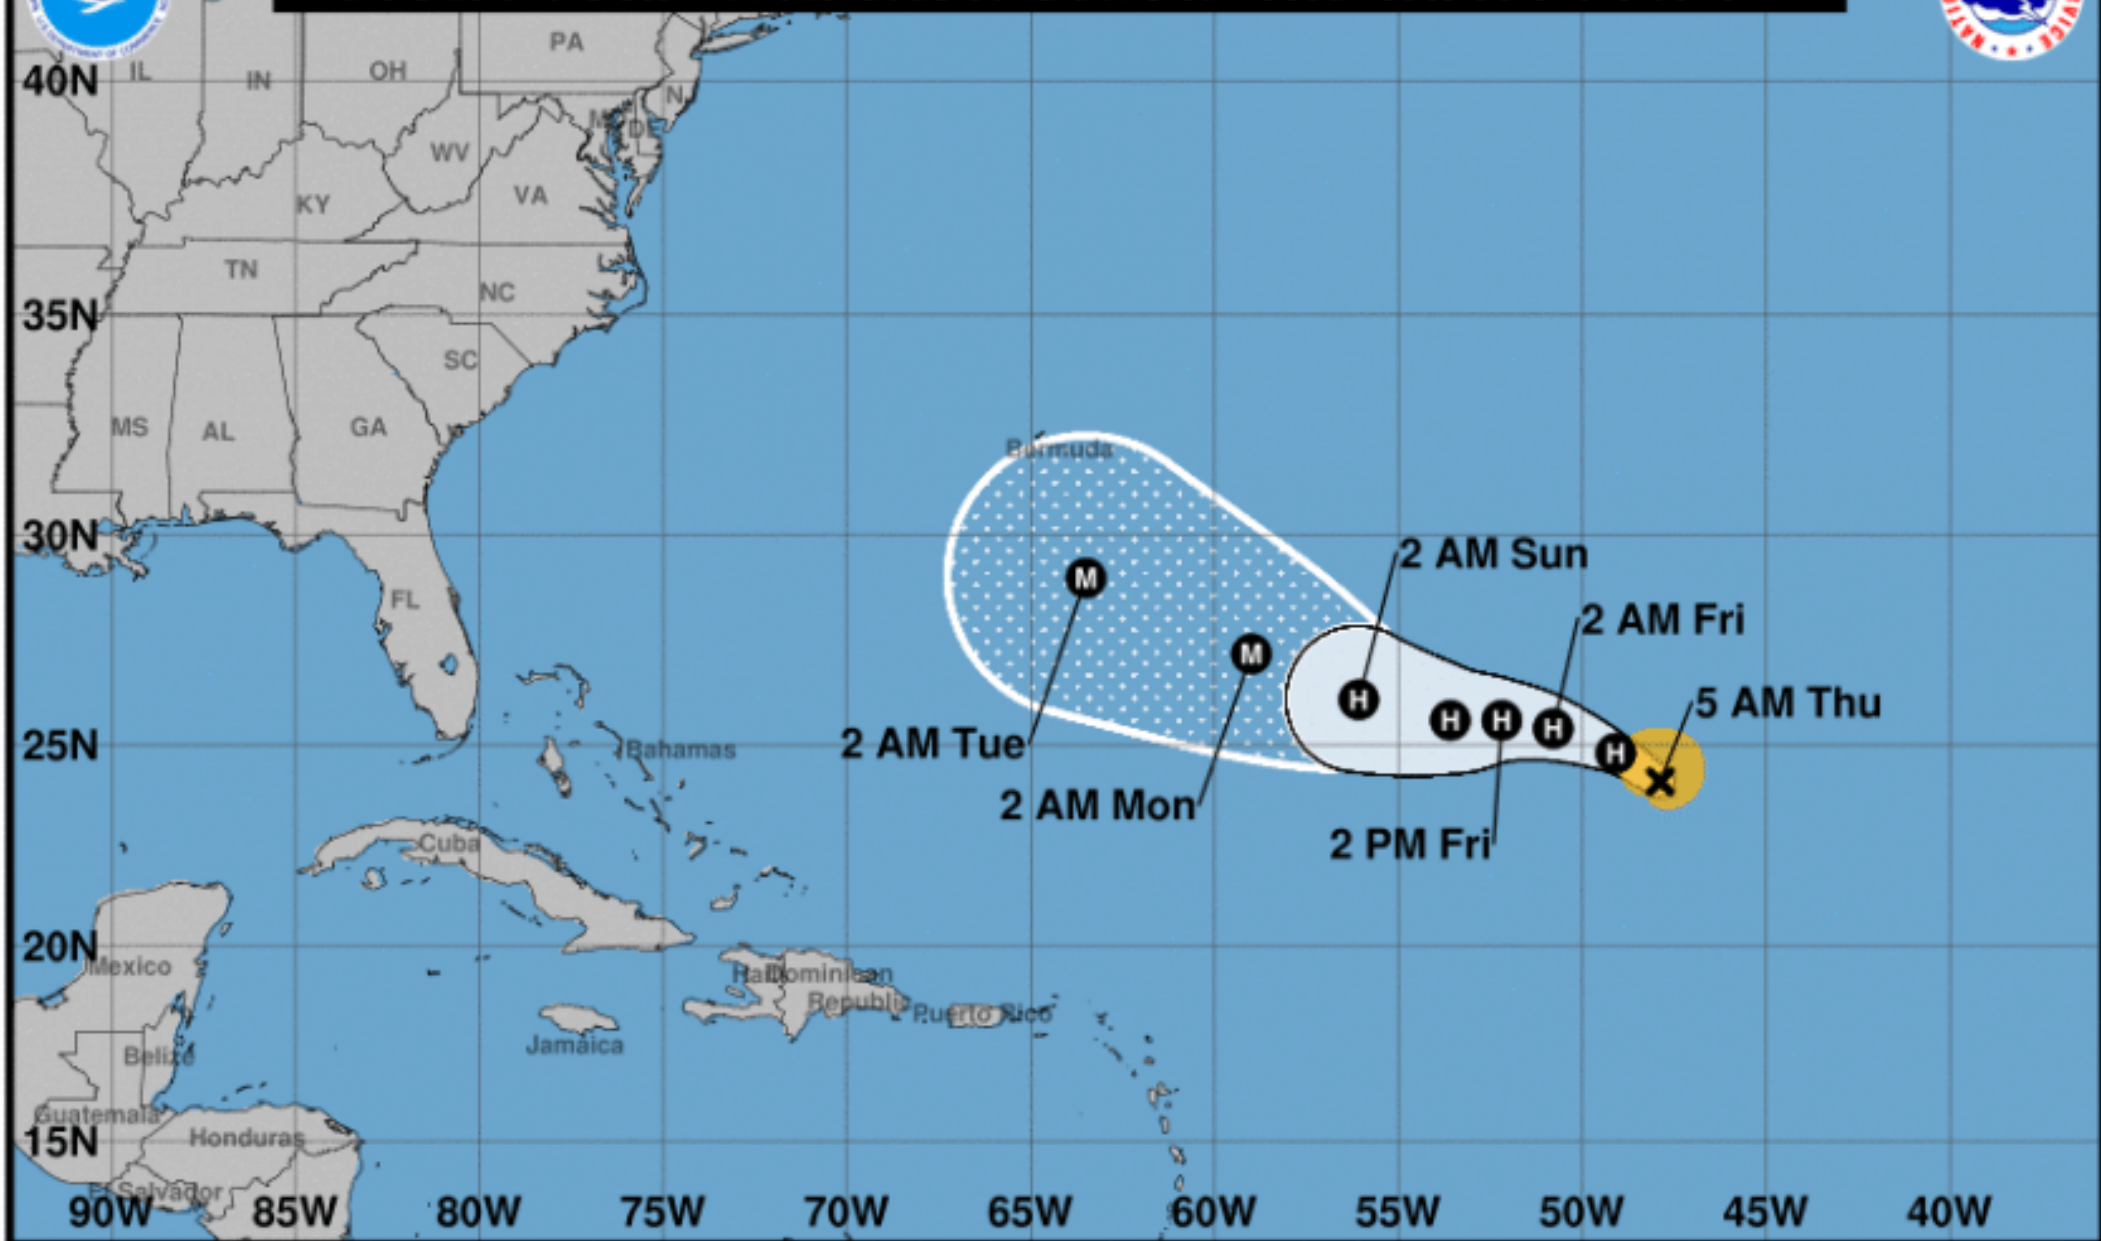 PA
IL
IN
OH
40N
N
M
DE
WV
VA
KY
TN
NC
35N
SC
MS
AL
GA
Bermuda
30N
2 AM Sun
FL
M
2 AM Fri
M
H
5 AM Thu
H
H
H
H
25N
2 AM Tue
Bahamas
2 AM Mon
2 PM Fri
Cuba
20N
Mexico
Dominican
Republic
Puerto Rico
Jamaica
Belize
Guatemala
15N
Honduras
El Salvador
90W 85W 80W 75W 70W 65W 60W 55W 50W 45W 40W